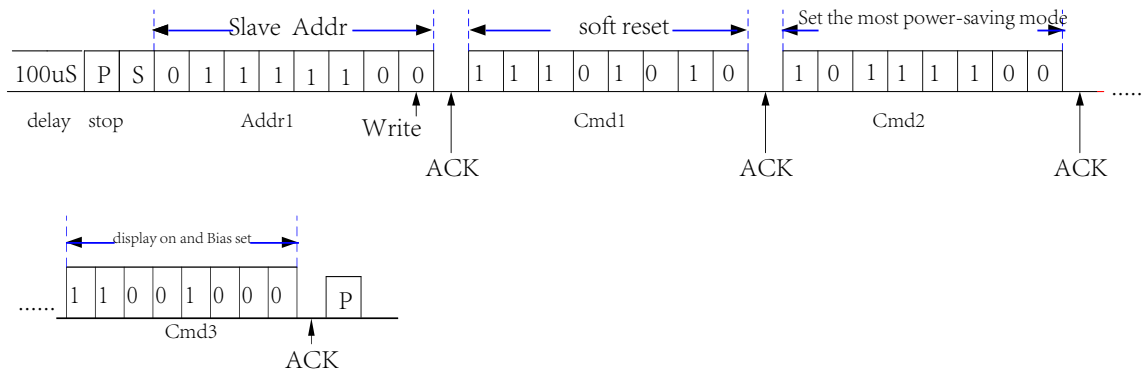 Slave Addr soft reset Set the most power-saving mode
100uS P S 0 1 1 1 1 1 0 0 1 1 1 0 1 0 1 0 1 0 1 1 1 1 0 0
.....
delay stop Addr1 Write Cmd1 Cmd2
ACK ACK ACK
display on and Bias set
...... 1 1 0 0 1 0 0 0 P
Cmd3
ACK